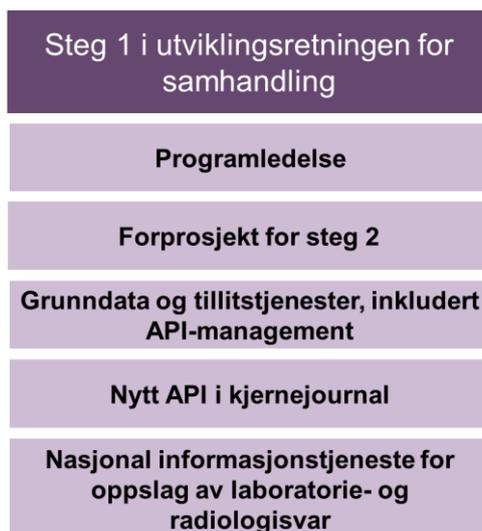 Steg 1 i utviklingsretningen for
samhandling
Programledelse
Forprosjekt for steg 2
Grunndata og tillitstjenester, inkludert
API-management
Nytt API i kjernejournal
Nasjonal informasjonstjeneste for
oppslag av laboratorie- og
radiologisvar